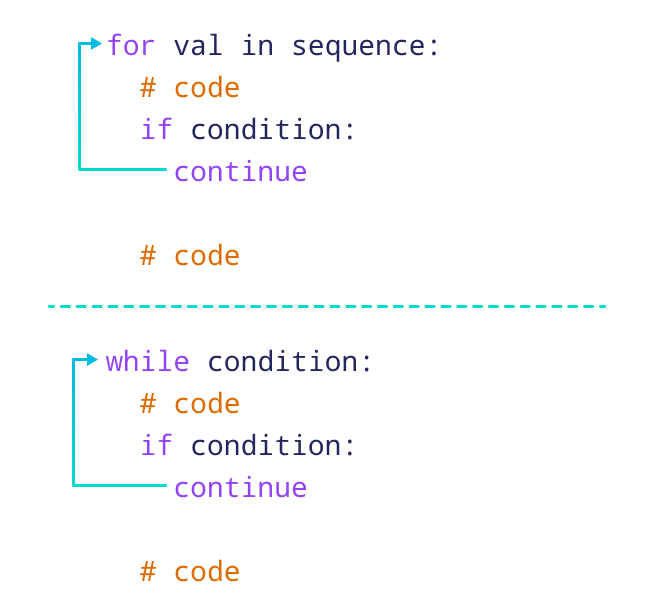 for val in sequence:
# code
if condition:
continue
# code
while condition:
# code
if condition:
continue
# code